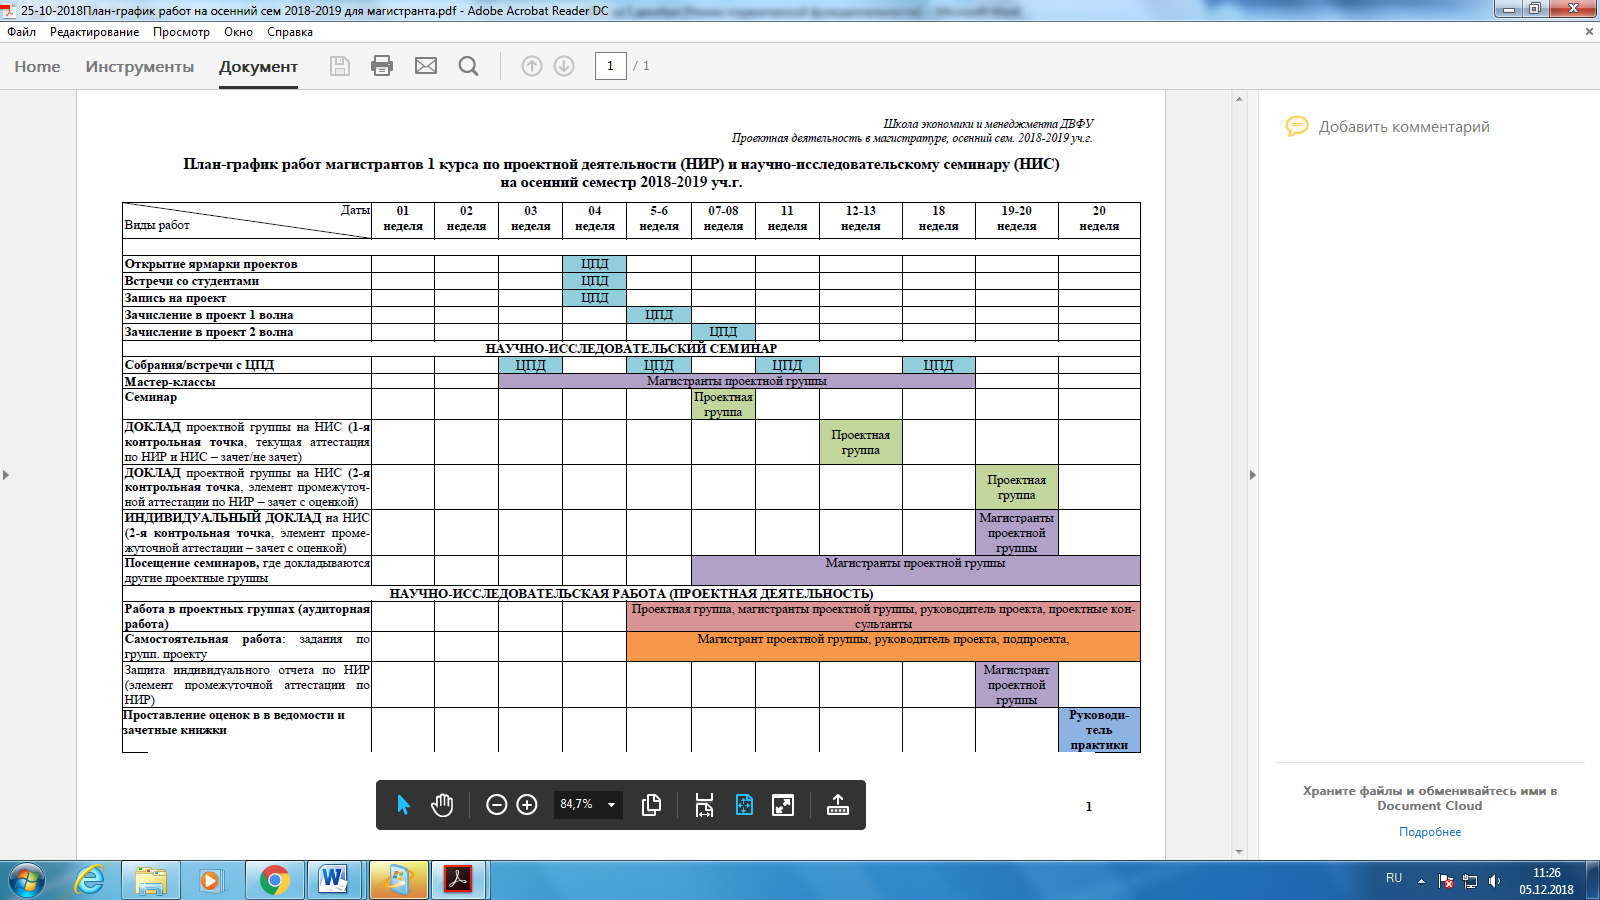 25-10-2018План-график работ на осенний сем 2018-2019 для магистранта.pdf - Adobe Acrobat Reader DC
Файл Редактирование Просмотр Окно Справка
Home Инструменты Документ 1 / 1
Школа экономики и менеджмента ДВФУ
Проектная деятельность в магистратуре, осенний сем. 2018-2019 уч.г.
План-график работ магистрантов 1 курса по проектной деятельности (НИР) и научно-исследовательскому семинару (НИС)
на осенний семестр 2018-2019 уч.г.
Даты
Виды работ
01 02 03 04 5-6 07-08 11 12-13 18 19-20 20
неделя неделя неделя неделя неделя неделя неделя неделя неделя неделя неделя
Открытие ярмарки проектов ЦПД
Встречи со студентами ЦПД
Запись на проект ЦПД
Зачисление в проект 1 волна ЦПД
Зачисление в проект 2 волна ЦПД
НАУЧНО-ИССЛЕДОВАТЕЛЬСКИЙ СЕМИНАР
Собрания/встречи с ЦПД ЦПД ЦПД ЦПД ЦПД
Мастер-классы Магистранты проектной группы
Семинар Проектная
группа
ДОКЛАД проектной группы на НИС (1-я
контрольная точка, текущая аттестация
по НИР и НИС – зачет/не зачет)
Проектная
группа
ДОКЛАД проектной группы на НИС (2-я
контрольная точка, элемент промежуточ-
ной аттестации по НИР – зачет с оценкой)
Проектная
группа
ИНДИВИДУАЛЬНЫЙ ДОКЛАД на НИС
(2-я контрольная точка, элемент проме-
жуточной аттестации – зачет с оценкой)
Магистранты
проектной
группы
Посещение семинаров, где докладываются
другие проектные группы
Магистранты проектной группы
НАУЧНО-ИССЛЕДОВАТЕЛЬСКАЯ РАБОТА (ПРОЕКТНАЯ ДЕЯТЕЛЬНОСТЬ)
Работа в проектных группах (аудиторная
работа)
Проектная группа, магистранты проектной группы, руководитель проекта, проектные кон-
сультанты
Самостоятельная работа: задания по
групп. проекту
Магистрант проектной группы, руководитель проекта, подпроекта,
Защита индивидуального отчета по НИР
(элемент промежуточной аттестации по
НИР)
Магистрант
проектной
группы
Проставление оценок в в ведомости и
зачетные книжки
Руководи-
тель
практики
84,7%
1
Добавить комментарий
Храните файлы и обменивайтесь ими в
Document Cloud
Подробнее
RU
11:26
05.12.2018